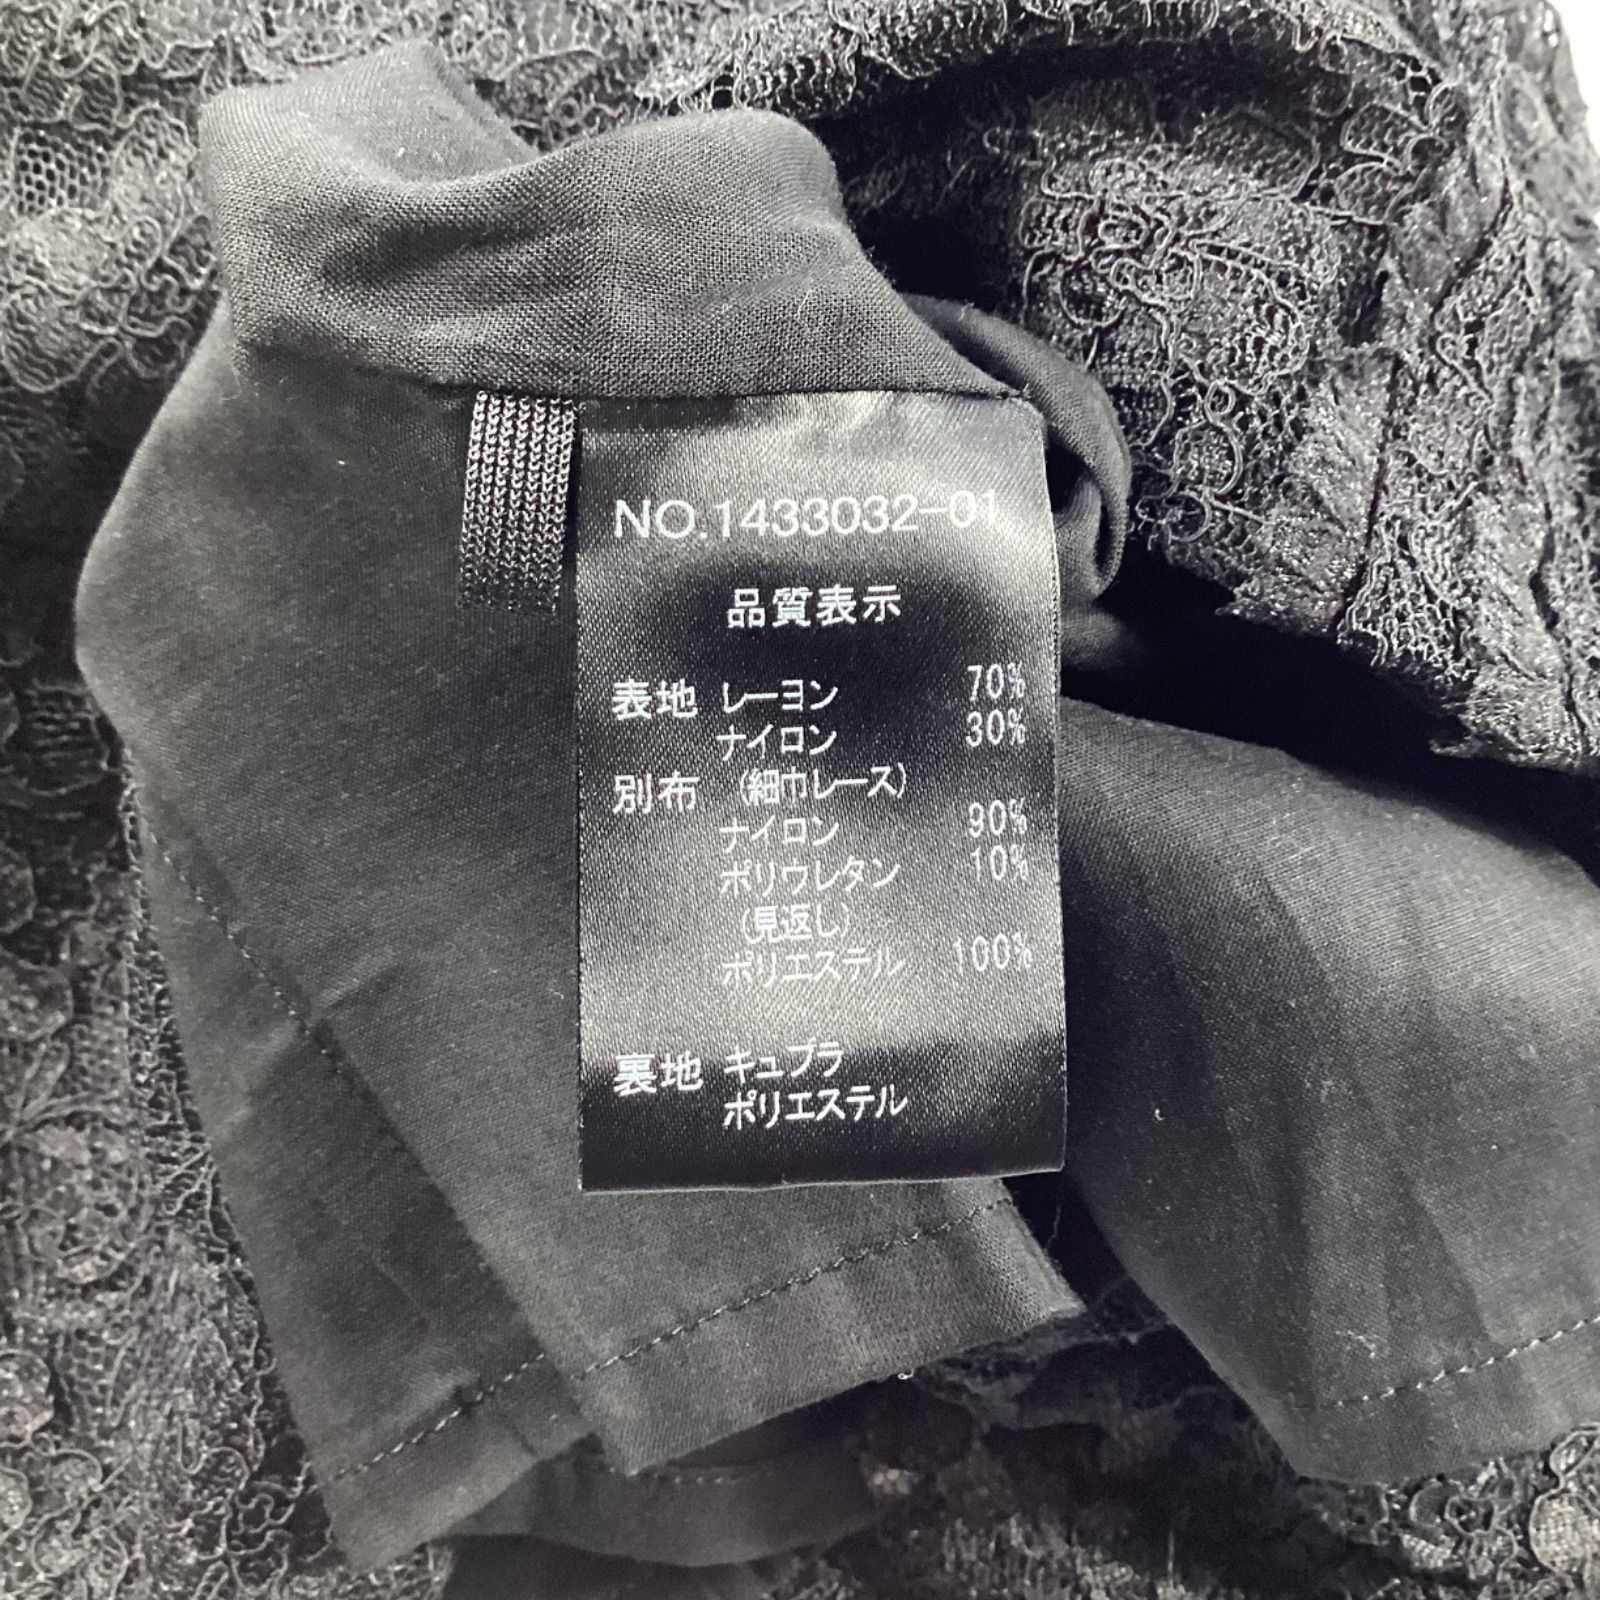 NO.1433032-01
品質表示
表地 レーヨン 70%
ナイロン 30%
別布 (細巾レース)
ナイロン 90%
ポリウレタン 10%
(見返し)
ポリエステル 100%
裏地 キュプラ
ポリエステル